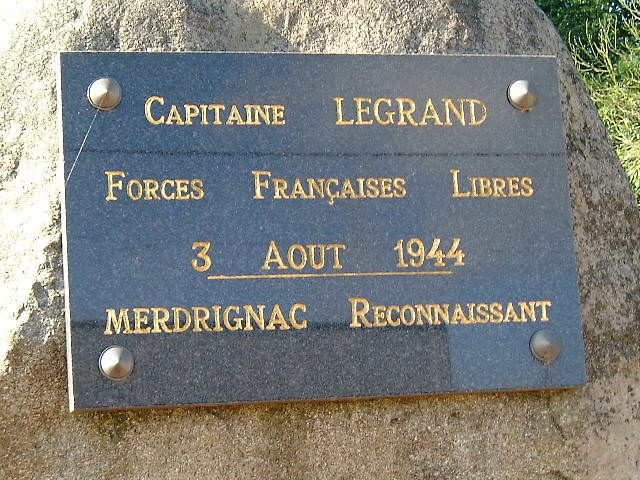 CAPITAINE LEGRAND
FORCES FRANÇAISES LIBRES
3 AOUT 1944
MERDRIGNAC RECONNAISSANT